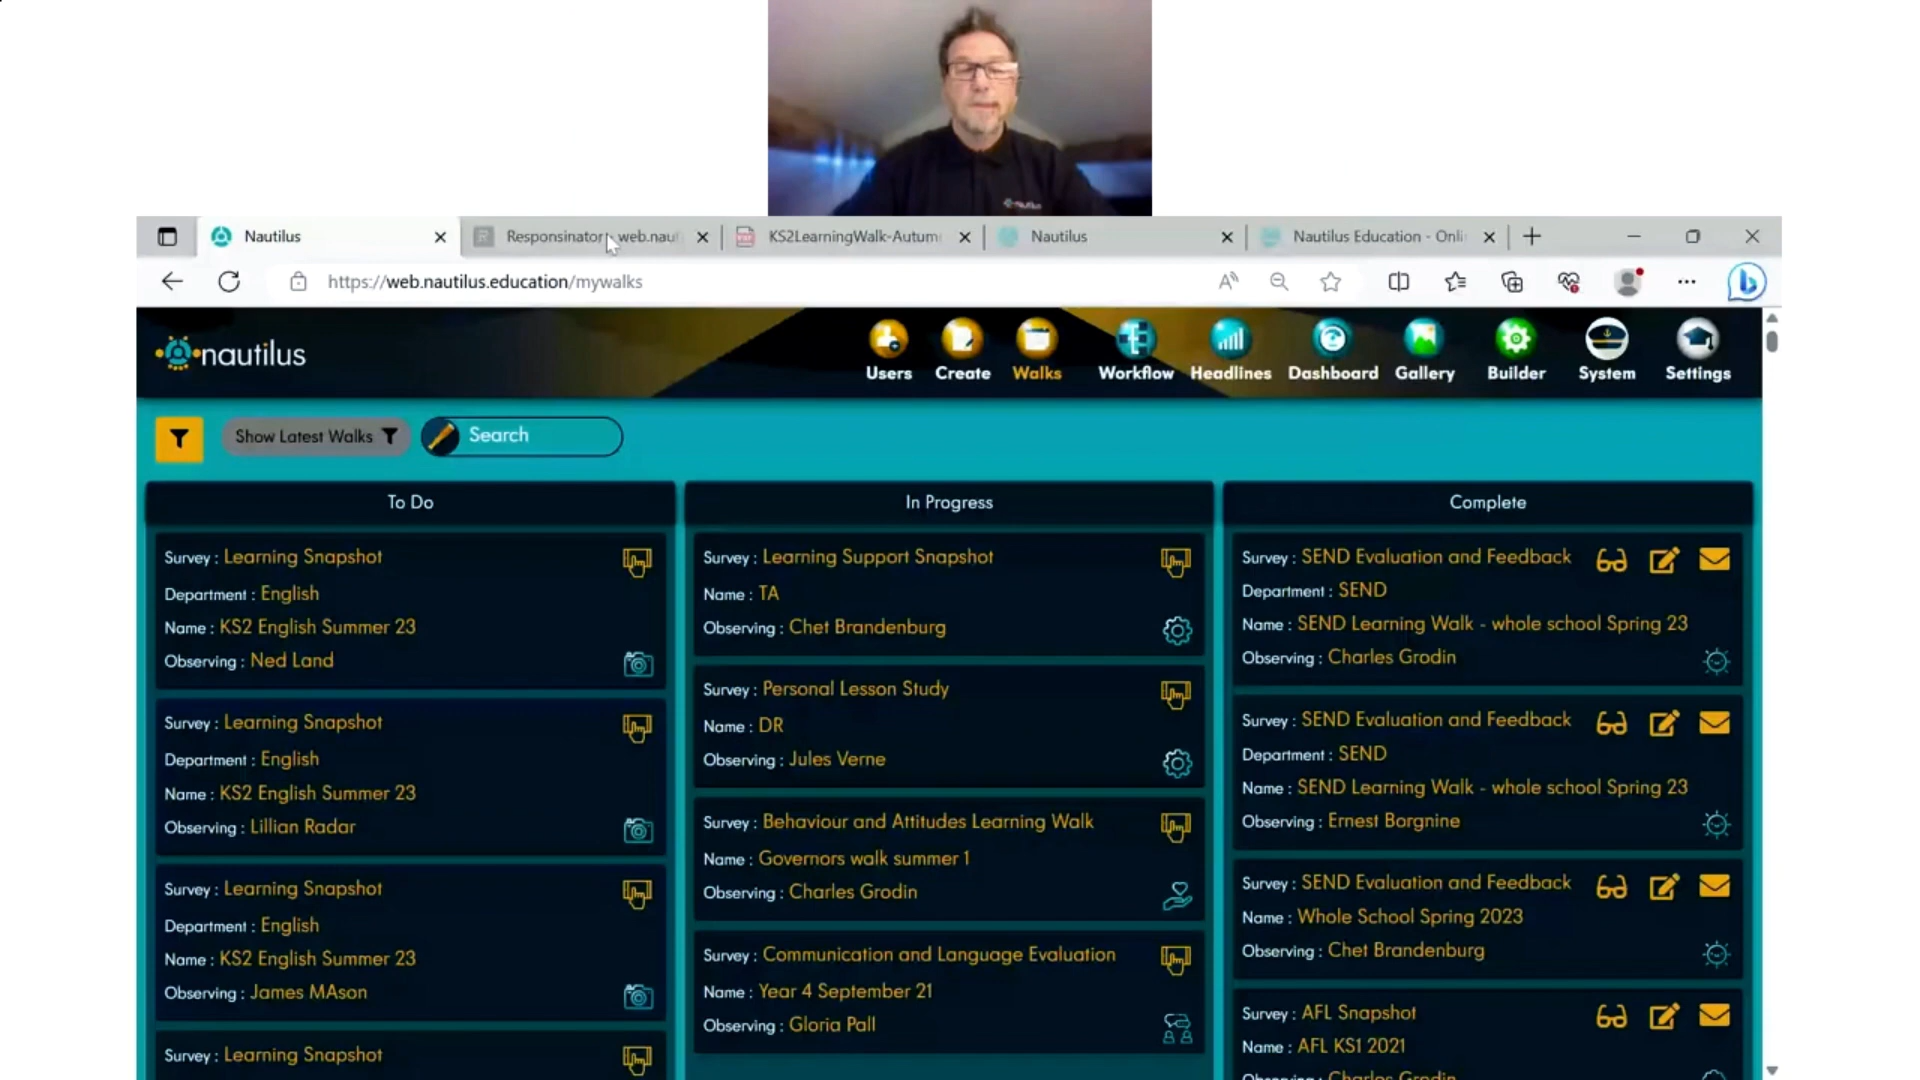 nautilus
Nautilus
Responsinator: web.naut
KS2LearningWalk-Autum
Nautilus
Nautilus Education - Onli
https://web.nautilus.education/mywalks
nautilus
Users
Create
Walks
Workflow
Headlines
Dashboard
Gallery
Builder
System
Settings
Show Latest Walks
Search
To Do
Survey : Learning Snapshot
Department : English
Name : KS2 English Summer 23
Observing : Ned Land
Survey : Learning Snapshot
Department : English
Name : KS2 English Summer 23
Observing : Lillian Radar
Survey : Learning Snapshot
Department : English
Name : KS2 English Summer 23
Observing : James MAson
Survey : Learning Snapshot
In Progress
Survey : Learning Support Snapshot
Name : TA
Observing : Chet Brandenburg
Survey : Personal Lesson Study
Name : DR
Observing : Jules Verne
Survey : Behaviour and Attitudes Learning Walk
Name : Governors walk summer 1
Observing : Charles Grodin
Survey : Communication and Language Evaluation
Name : Year 4 September 21
Observing : Gloria Pall
Complete
Survey : SEND Evaluation and Feedback
Department : SEND
Name : SEND Learning Walk - whole school Spring 23
Observing : Charles Grodin
Survey : SEND Evaluation and Feedback
Department : SEND
Name : SEND Learning Walk - whole school Spring 23
Observing : Ernest Borgnine
Survey : SEND Evaluation and Feedback
Name : Whole School Spring 2023
Observing : Chet Brandenburg
Survey : AFL Snapshot
Name : AFL KS1 2021
Observing : Charles Grodin